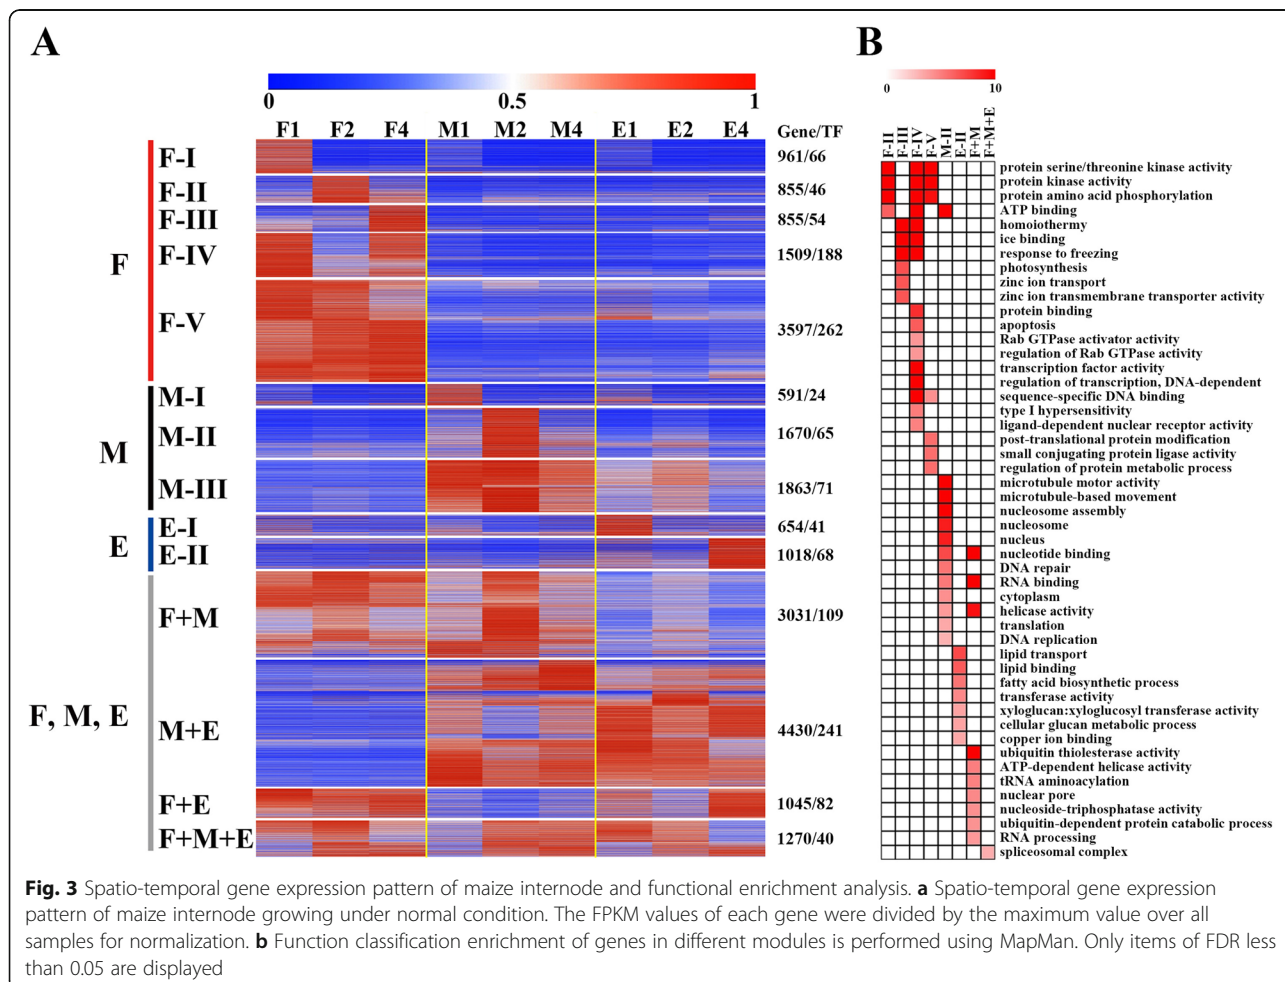 A
B
0 0.5 1
0 10
F1 F2 F4 M1 M2 M4 E1 E2 E4 Gene/TF
F-II F-III F-IV F-V M-II E-II F+M F+M+E
F
F-I 961/66
F-II 855/46
F-III 855/54
F-IV 1509/188
F-V 3597/262
M
M-I 591/24
M-II 1670/65
M-III 1863/71
E
E-I 654/41
E-II 1018/68
F, M, E
F+M 3031/109
M+E 4430/241
F+E 1045/82
F+M+E 1270/40
protein serine/threonine kinase activity
protein kinase activity
protein amino acid phosphorylation
ATP binding
homoiothermy
ice binding
response to freezing
photosynthesis
zinc ion transport
zinc ion transmembrane transporter activity
protein binding
apoptosis
Rab GTPase activator activity
regulation of Rab GTPase activity
transcription factor activity
regulation of transcription, DNA-dependent
sequence-specific DNA binding
type I hypersensitivity
ligand-dependent nuclear receptor activity
post-translational protein modification
small conjugating protein ligase activity
regulation of protein metabolic process
microtubule motor activity
microtubule-based movement
nucleosome assembly
nucleosome
nucleus
nucleotide binding
DNA repair
RNA binding
cytoplasm
helicase activity
translation
DNA replication
lipid transport
lipid binding
fatty acid biosynthetic process
transferase activity
xyloglucan:xyloglucosyl transferase activity
cellular glucan metabolic process
copper ion binding
ubiquitin thiolesterase activity
ATP-dependent helicase activity
tRNA aminoacylation
nuclear pore
nucleoside-triphosphatase activity
ubiquitin-dependent protein catabolic process
RNA processing
spliceosomal complex
Fig. 3 Spatio-temporal gene expression pattern of maize internode and functional enrichment analysis. a Spatio-temporal gene expression
pattern of maize internode growing under normal condition. The FPKM values of each gene were divided by the maximum value over all
samples for normalization. b Function classification enrichment of genes in different modules is performed using MapMan. Only items of FDR less
than 0.05 are displayed